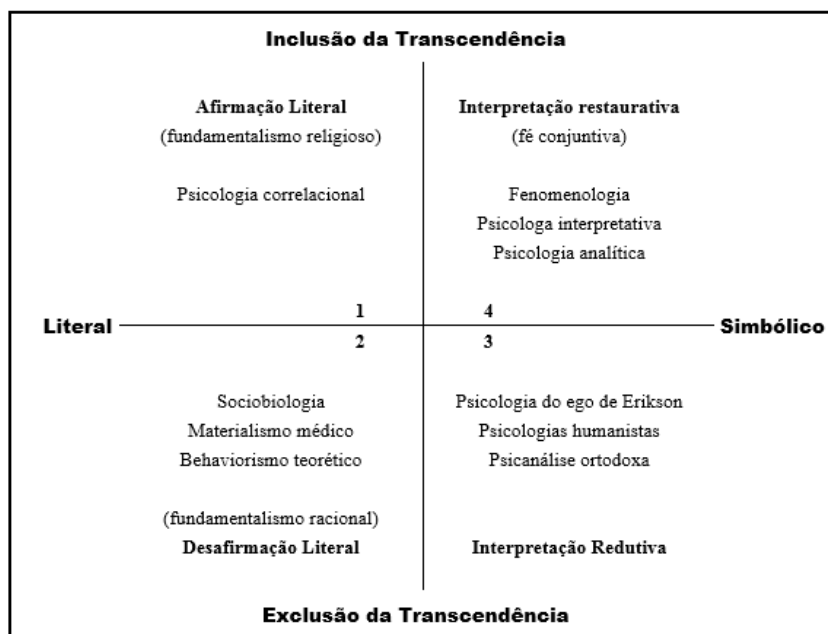 Inclusão da Transcendência
Afirmação Literal
(fundamentalismo religioso)
Psicologia correlacional
Interpretação restaurativa
(fé conjuntiva)
Fenomenologia
Psicologa interpretativa
Psicologia analítica
1 4
Literal Simbólico
2 3
Sociobiologia
Materialismo médico
Behaviorismo teorético
(fundamentalismo racional)
Desafirmação Literal
Psicologia do ego de Erikson
Psicologias humanistas
Psicanálise ortodoxa
Interpretação Redutiva
Exclusão da Transcendência